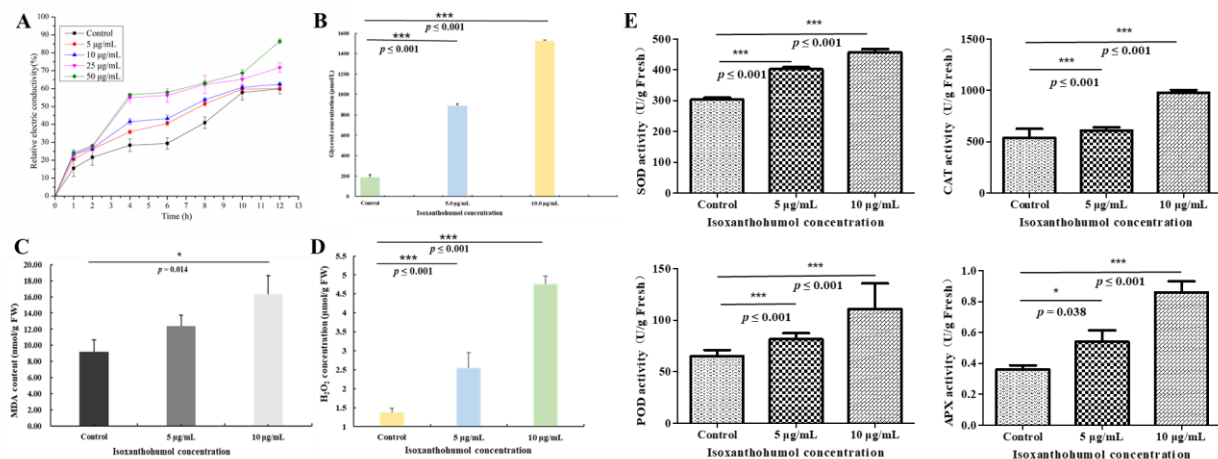 A
Control
5 μg/mL
10 μg/mL
25 μg/mL
50 μg/mL
Relative electric conductivity(%)
100
90
80
70
60
50
40
30
20
10
0
0 1 2 3 4 5 6 7 8 9 10 11 12 13
Time (h)
B
***
p ≤ 0.001
***
p ≤ 0.001
Glycerol concentration (μmol/L)
1600
1400
1200
1000
800
600
400
200
0
Control 5.0 μg/mL 10.0 μg/mL
Isoxanthohumol concentration
C
*
p = 0.014
MDA content (nmol/g FW)
20.00
18.00
16.00
14.00
12.00
10.00
8.00
6.00
4.00
2.00
0.00
Control 5 μg/mL 10 μg/mL
Isoxanthohumol concentration
D
***
p ≤ 0.001
***
p ≤ 0.001
H₂O₂ concentration (μmol/g FW)
5.5
5
4.5
4
3.5
3
2.5
2
1.5
1
Control 5 μg/mL 10 μg/mL
Isoxanthohumol concentration
E
***
p ≤ 0.001
***
p ≤ 0.001
SOD activity (U/g Fresh)
500
400
300
200
100
0
Control 5 μg/mL 10 μg/mL
Isoxanthohumol concentration
***
p ≤ 0.001
***
p ≤ 0.001
CAT activity (U/g Fresh)
1500
1000
500
0
Control 5 μg/mL 10 μg/mL
Isoxanthohumol concentration
***
p ≤ 0.001
***
p ≤ 0.001
POD activity (U/g Fresh)
150
100
50
0
Control 5 μg/mL 10 μg/mL
Isoxanthohumol concentration
***
p ≤ 0.001
*
p = 0.038
APX activity (U/g Fresh)
1.0
0.8
0.6
0.4
0.2
0.0
Control 5 μg/mL 10 μg/mL
Isoxanthohumol concentration